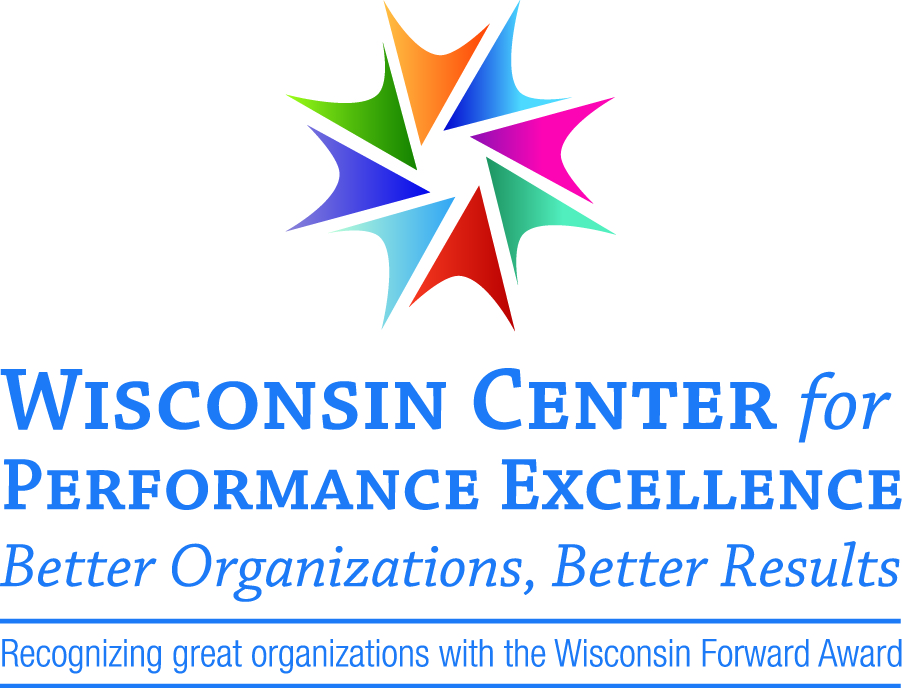 Wisconsin Center for
Performance Excellence
Better Organizations, Better Results
Recognizing great organizations with the Wisconsin Forward Award